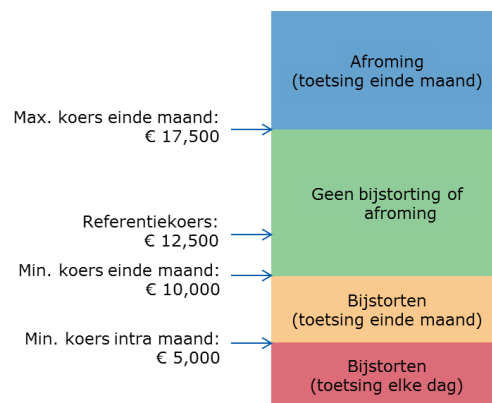 Afroming
(toetsing einde maand)
Max. koers einde maand:
€ 17,500
Geen bijstorting of
afroming
Referentiekoers:
€ 12,500
Min. koers einde maand:
€ 10,000
Bijstorten
(toetsing einde maand)
Min. koers intra maand:
€ 5,000
Bijstorten
(toetsing elke dag)